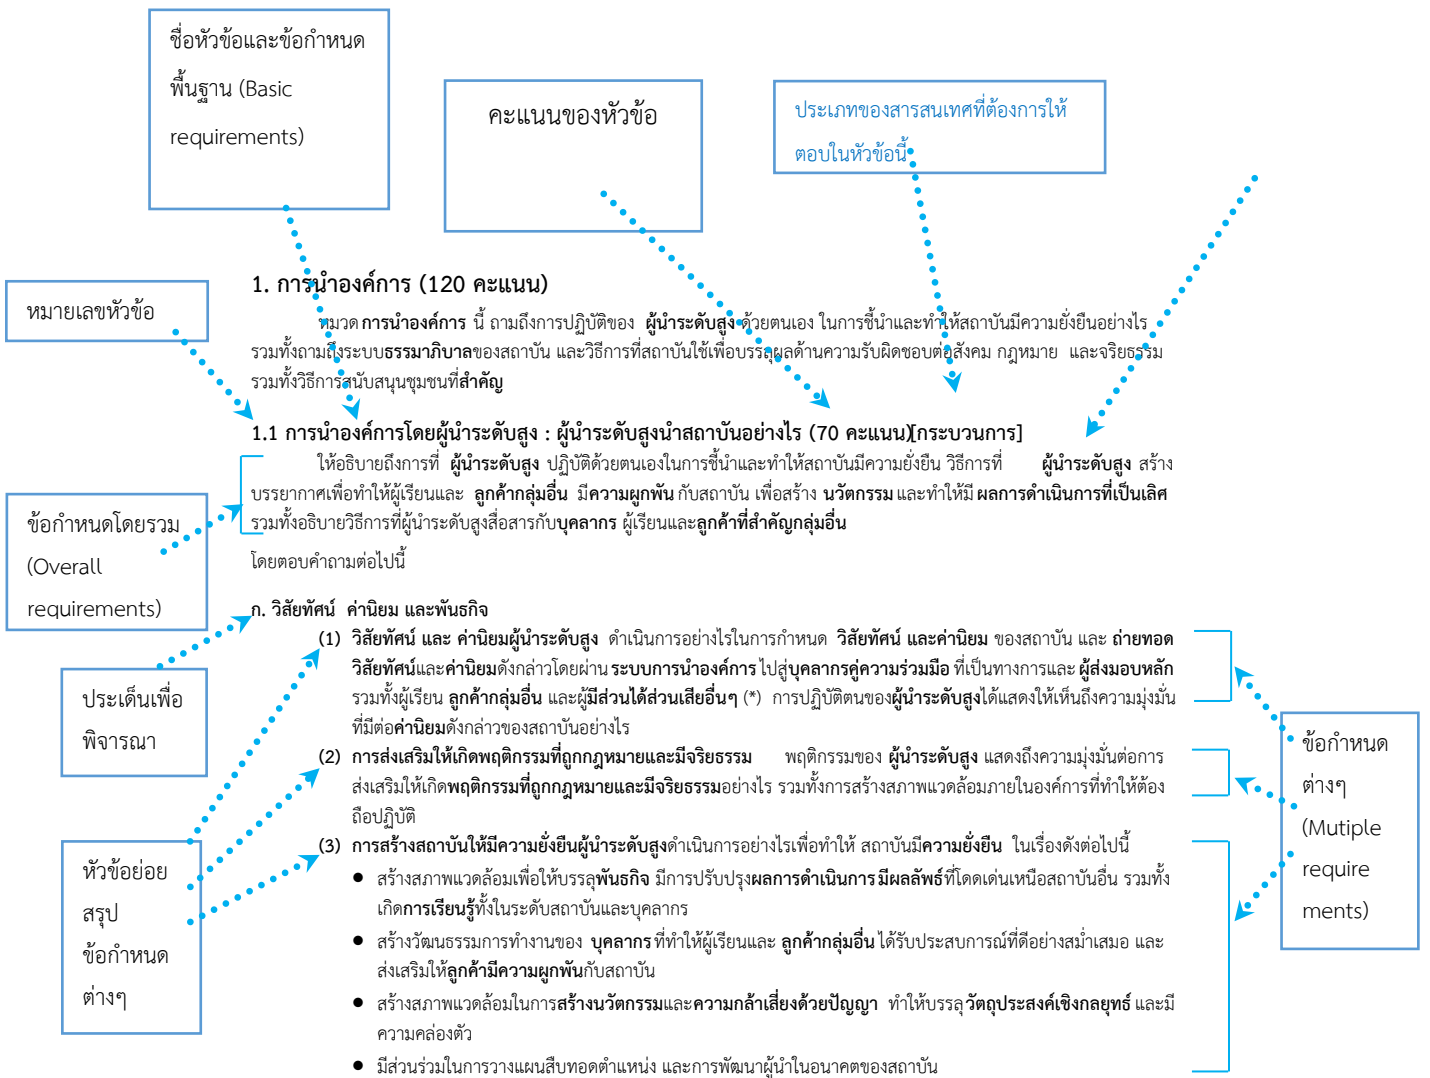 ชื่อหัวข้อและข้อกำหนด
พื้นฐาน (Basic
requirements)
คะแนนของหัวข้อ
ประเภทของสารสนเทศที่ต้องการให้
ตอบในหัวข้อนี้
หมายเลขหัวข้อ
1. การนำองค์การ (120 คะแนน)
หมวด การนำองค์การ นี้ ถามถึงการปฏิบัติของ ผู้นำระดับสูง ด้วยตนเอง ในการชี้นำและทำให้สถาบันมีความยั่งยืนอย่างไร
รวมทั้งถามถึงระบบธรรมาภิบาลของสถาบัน และวิธีการที่สถาบันใช้เพื่อบรรลุผลด้านความรับผิดชอบต่อสังคม กฎหมาย และจริยธรรม
รวมทั้งวิธีการสนับสนุนชุมชนที่สำคัญ
1.1 การนำองค์การโดยผู้นำระดับสูง : ผู้นำระดับสูงนำสถาบันอย่างไร (70 คะแนน)[กระบวนการ]
ให้อธิบายถึงการที่ ผู้นำระดับสูง ปฏิบัติด้วยตนเองในการชี้นำและทำให้สถาบันมีความยั่งยืน วิธีการที่ ผู้นำระดับสูง สร้าง
บรรยากาศเพื่อทำให้ผู้เรียนและ ลูกค้ากลุ่มอื่น มีความผูกพัน กับสถาบัน เพื่อสร้าง นวัตกรรม และทำให้มี ผลการดำเนินการที่เป็นเลิศ
รวมทั้งอธิบายวิธีการที่ผู้นำระดับสูงสื่อสารกับบุคลากร ผู้เรียนและลูกค้าที่สำคัญกลุ่มอื่น
โดยตอบคำถามต่อไปนี้
ข้อกำหนดโดยรวม
(Overall
requirements)
ก. วิสัยทัศน์ ค่านิยม และพันธกิจ
(1) วิสัยทัศน์ และ ค่านิยมผู้นำระดับสูง ดำเนินการอย่างไรในการกำหนด วิสัยทัศน์ และค่านิยม ของสถาบัน และ ถ่ายทอด
วิสัยทัศน์และค่านิยมดังกล่าวโดยผ่าน ระบบการนำองค์การ ไปสู่บุคลากรคู่ความร่วมมือ ที่เป็นทางการและ ผู้ส่งมอบหลัก
รวมทั้งผู้เรียน ลูกค้ากลุ่มอื่น และผู้มีส่วนได้ส่วนเสียอื่นๆ (*) การปฏิบัติตนของผู้นำระดับสูงได้แสดงให้เห็นถึงความมุ่งมั่น
ที่มีต่อค่านิยมดังกล่าวของสถาบันอย่างไร
ประเด็นเพื่อ
พิจารณา
(2) การส่งเสริมให้เกิดพฤติกรรมที่ถูกกฎหมายและมีจริยธรรม พฤติกรรมของ ผู้นำระดับสูง แสดงถึงความมุ่งมั่นต่อการ
ส่งเสริมให้เกิดพฤติกรรมที่ถูกกฎหมายและมีจริยธรรมอย่างไร รวมทั้งการสร้างสภาพแวดล้อมภายในองค์การที่ทำให้ต้อง
ถือปฏิบัติ
ข้อกำหนด
ต่างๆ
(Mutiple
require
ments)
(3) การสร้างสถาบันให้มีความยั่งยืนผู้นำระดับสูงดำเนินการอย่างไรเพื่อทำให้ สถาบันมีความยั่งยืน ในเรื่องดังต่อไปนี้
● สร้างสภาพแวดล้อมเพื่อให้บรรลุพันธกิจ มีการปรับปรุงผลการดำเนินการ มีผลลัพธ์ที่โดดเด่นเหนือสถาบันอื่น รวมทั้ง
เกิดการเรียนรู้ทั้งในระดับสถาบันและบุคลากร
● สร้างวัฒนธรรมการทำงานของ บุคลากร ที่ทำให้ผู้เรียนและ ลูกค้ากลุ่มอื่น ได้รับประสบการณ์ที่ดีอย่างสม่ำเสมอ และ
ส่งเสริมให้ลูกค้ามีความผูกพันกับสถาบัน
● สร้างสภาพแวดล้อมในการสร้างนวัตกรรมและความกล้าเสี่ยงด้วยปัญญา ทำให้บรรลุ วัตถุประสงค์เชิงกลยุทธ์ และมี
ความคล่องตัว
● มีส่วนร่วมในการวางแผนสืบทอดตำแหน่ง และการพัฒนาผู้นำในอนาคตของสถาบัน
หัวข้อย่อย
สรุป
ข้อกำหนด
ต่างๆ